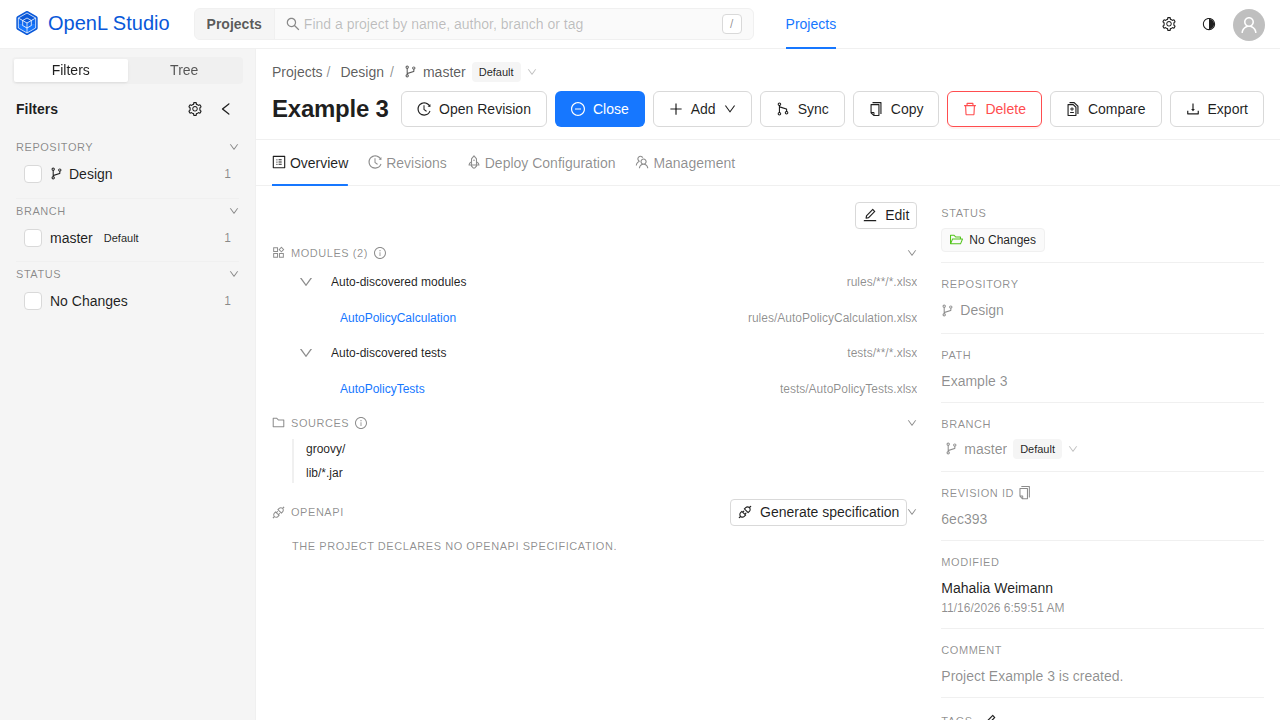 OpenL Studio
Projects
Find a project by name, author, branch or tag
/
Projects
Filters
Tree
Filters
REPOSITORY
Design 1
BRANCH
master Default 1
STATUS
No Changes 1
Projects / Design / master Default
Example 3
Open Revision
Close
Add
Sync
Copy
Delete
Compare
Export
Overview
Revisions
Deploy Configuration
Management
Edit
MODULES (2)
Auto-discovered modules rules/**/*.xlsx
AutoPolicyCalculation rules/AutoPolicyCalculation.xlsx
Auto-discovered tests tests/**/*.xlsx
AutoPolicyTests tests/AutoPolicyTests.xlsx
SOURCES
groovy/
lib/*.jar
OPENAPI
Generate specification
THE PROJECT DECLARES NO OPENAPI SPECIFICATION.
STATUS
No Changes
REPOSITORY
Design
PATH
Example 3
BRANCH
master Default
REVISION ID
6ec393
MODIFIED
Mahalia Weimann
11/16/2026 6:59:51 AM
COMMENT
Project Example 3 is created.
TAGS